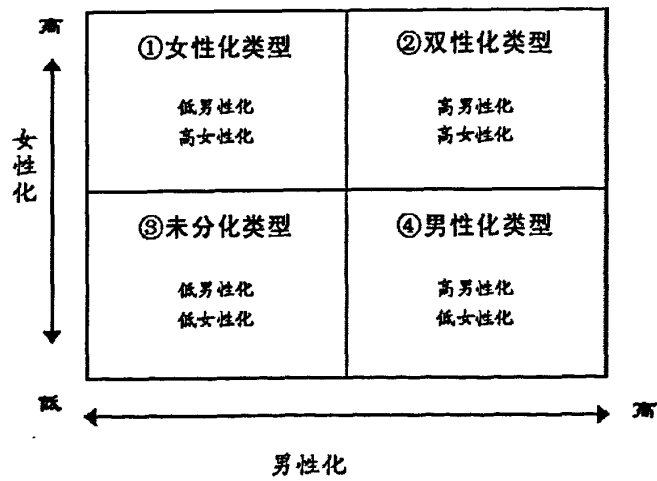 高
①女性化类型
②双性化类型
低男性化
高女性化
高男性化
高女性化
女性化
③未分化类型
④男性化类型
低男性化
低女性化
高男性化
低女性化
低
高
男性化